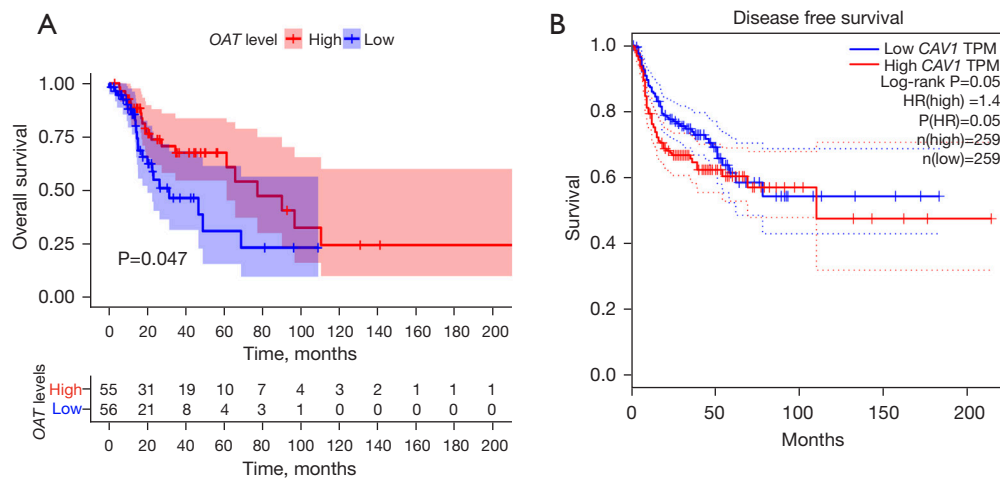 A
OAT level High Low
Overall survival
1.00
0.75
0.50
0.25
0.00
P=0.047
0 20 40 60 80 100 120 140 160 180 200
Time, months
OAT levels
High 55 31 19 10 7 4 3 2 1 1 1
Low 56 21 8 4 3 1 0 0 0 0 0
0 20 40 60 80 100 120 140 160 180 200
Time, months
B
Disease free survival
Low CAV1 TPM
High CAV1 TPM
Log-rank P=0.05
HR(high) =1.4
P(HR)=0.05
n(high)=259
n(low)=259
Survival
1.0
0.8
0.6
0.4
0.2
0.0
0 50 100 150 200
Months